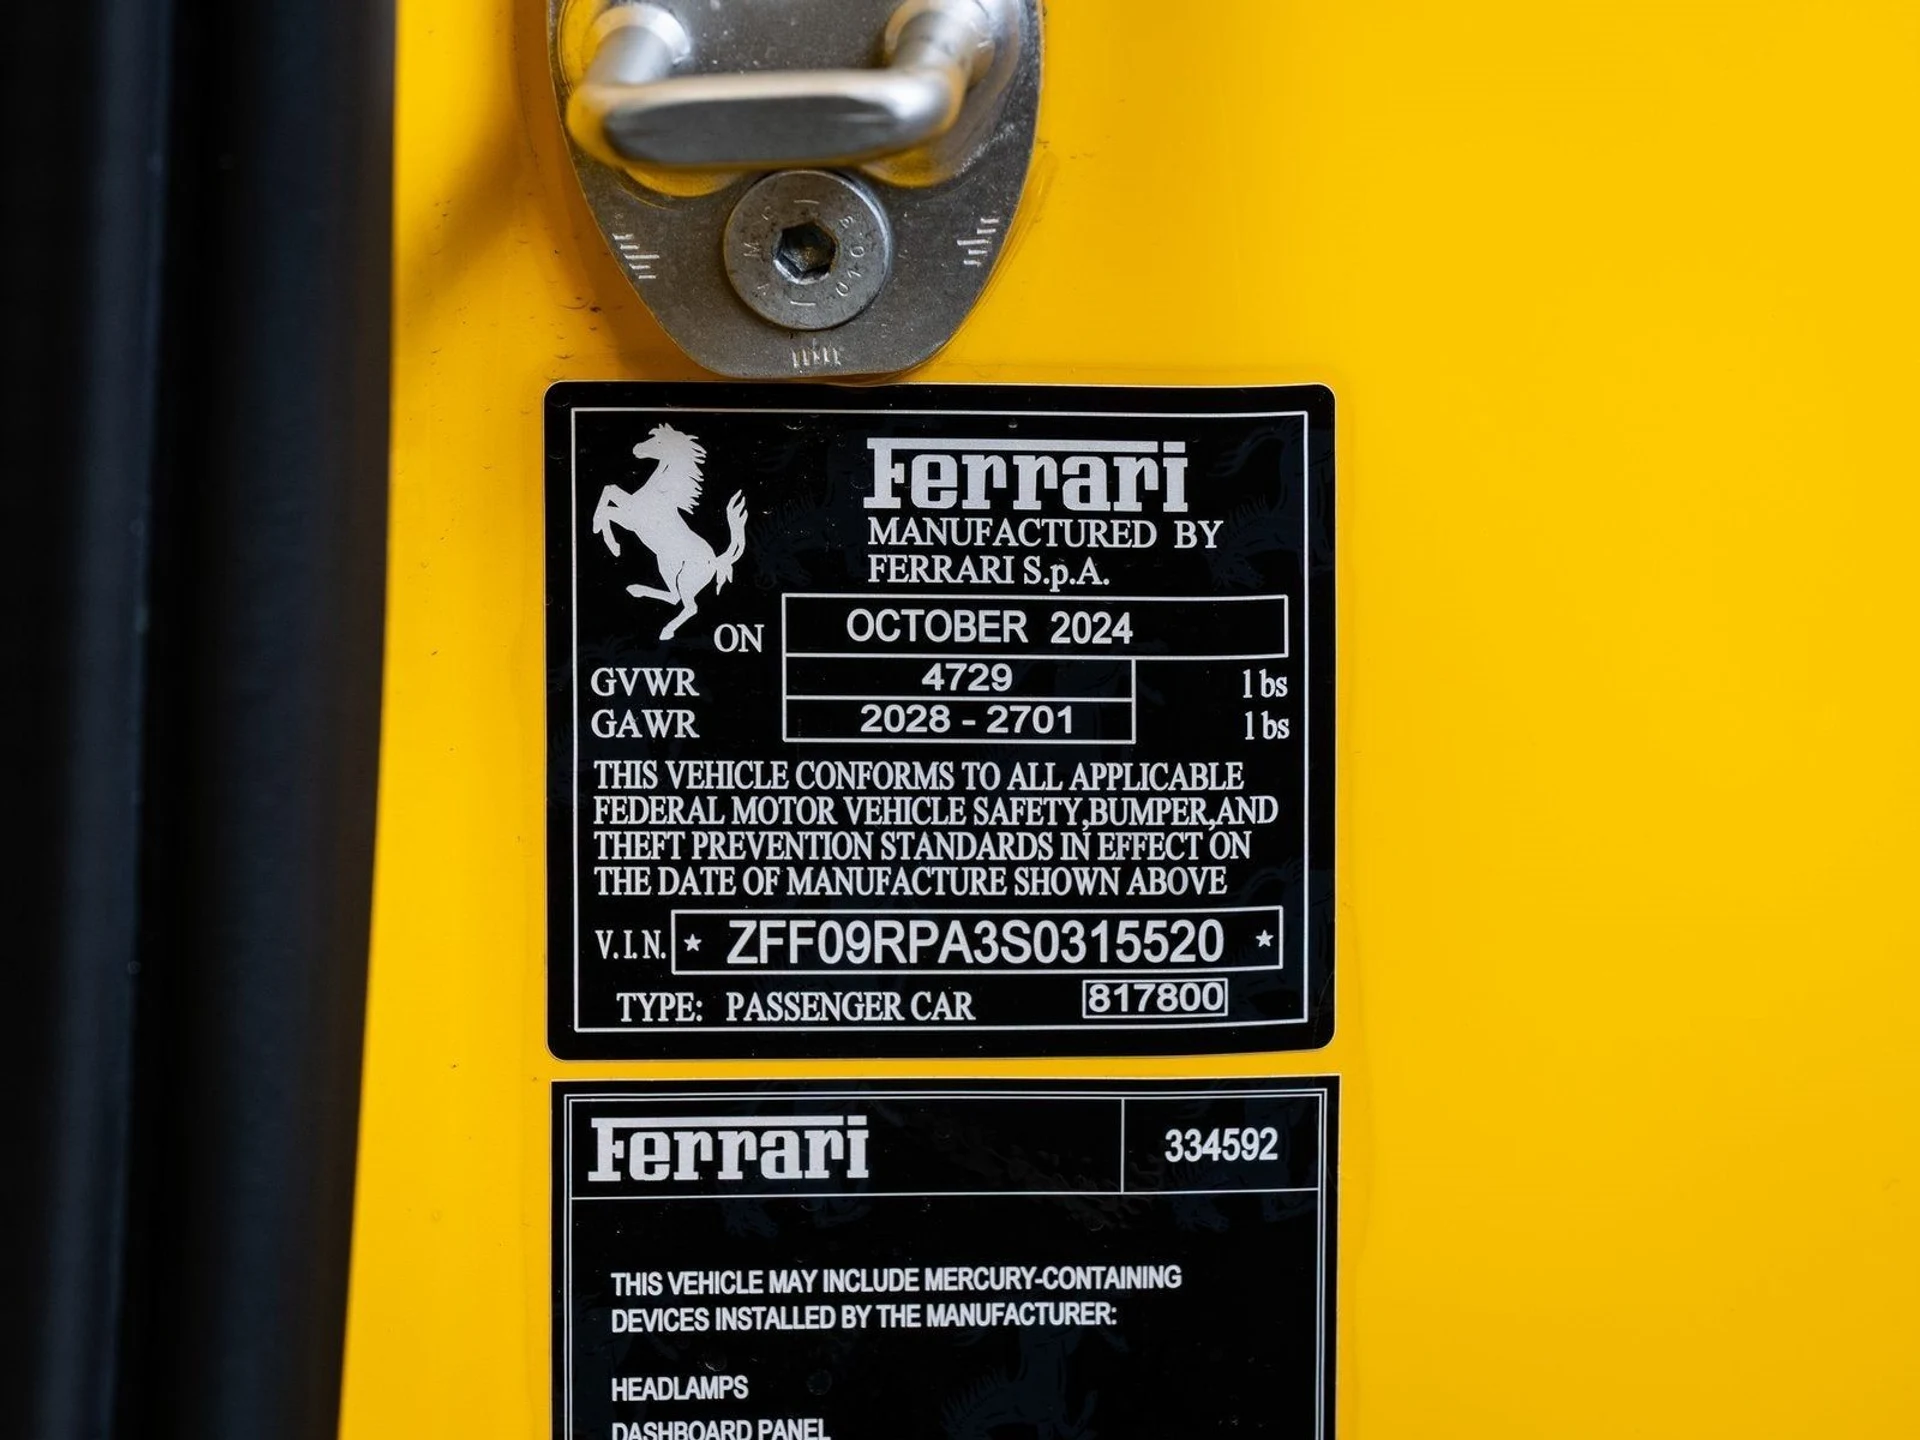 Ferrari
MANUFACTURED BY
FERRARI S.p.A.
ON OCTOBER 2024
GVWR 4729 lbs
GAWR 2028 - 2701 lbs
THIS VEHICLE CONFORMS TO ALL APPLICABLE
FEDERAL MOTOR VEHICLE SAFETY,BUMPER,AND
THEFT PREVENTION STANDARDS IN EFFECT ON
THE DATE OF MANUFACTURE SHOWN ABOVE
V.I.N. ★ ZFF09RPA3S0315520 ★
TYPE: PASSENGER CAR 817800
Ferrari 334592
THIS VEHICLE MAY INCLUDE MERCURY-CONTAINING
DEVICES INSTALLED BY THE MANUFACTURER:
HEADLAMPS
DASHBOARD PANEL